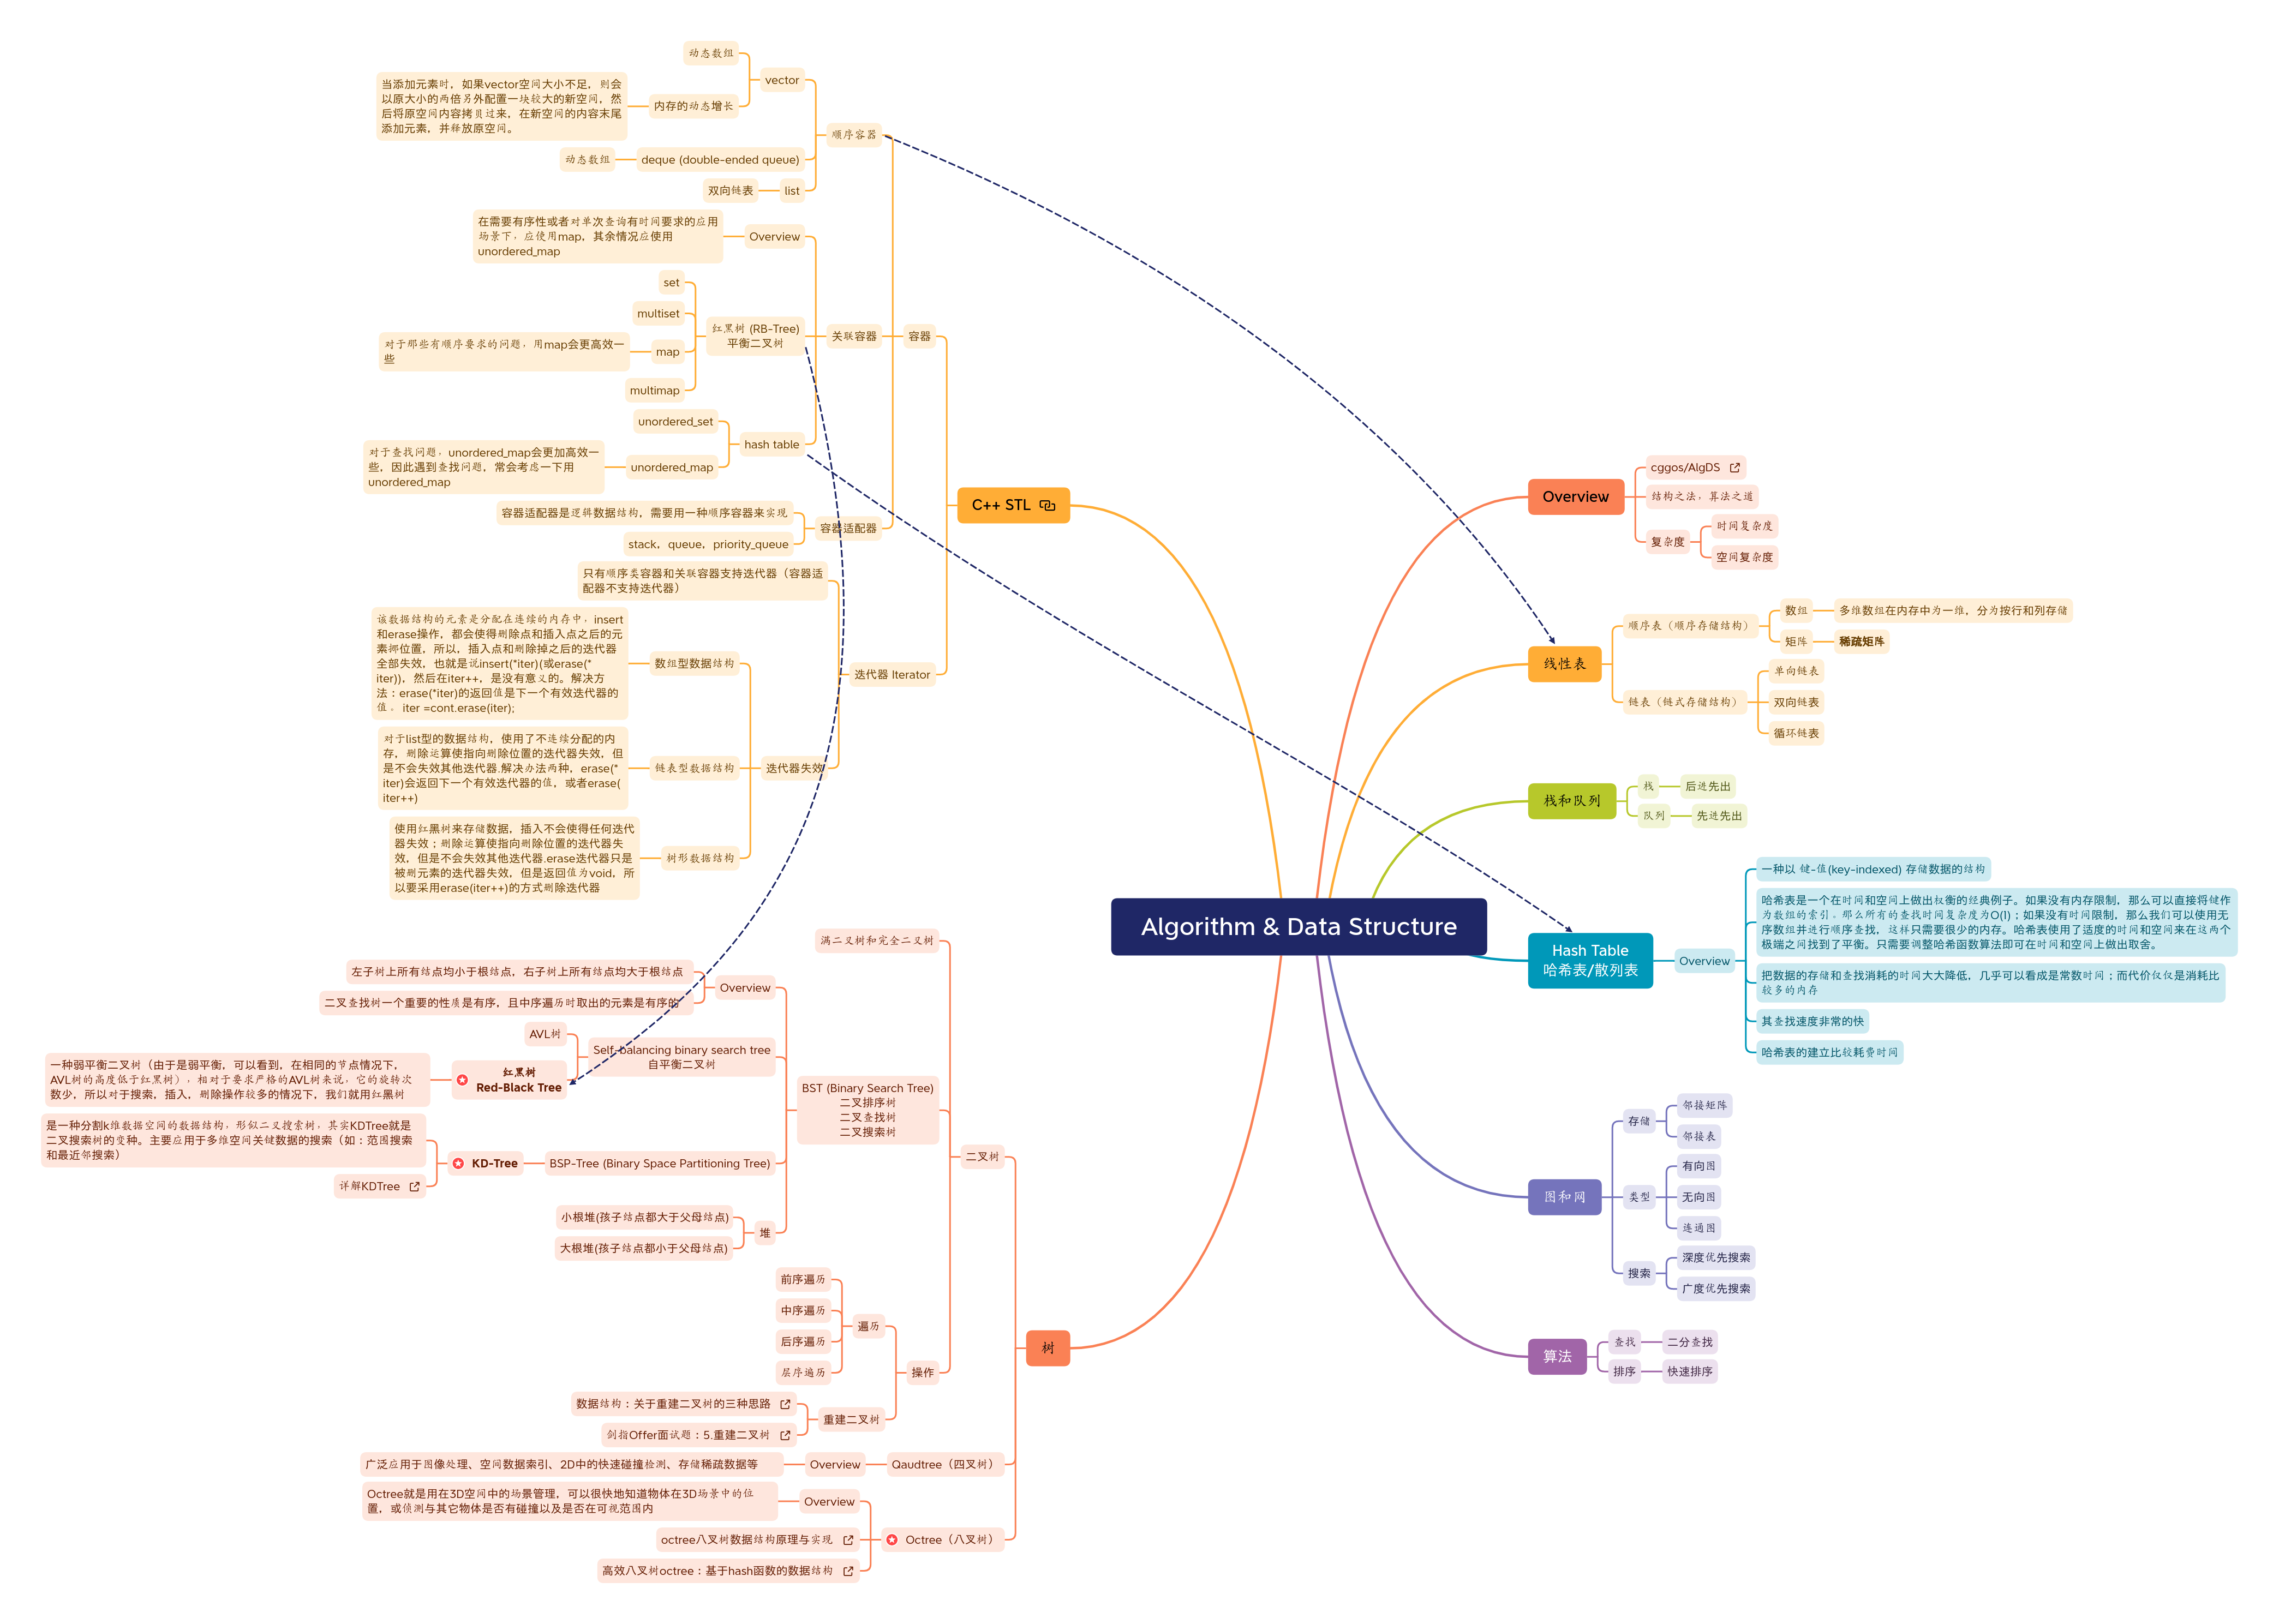 Algorithm & Data Structure
Overview
cggos/AlgDS
结构之法，算法之道
复杂度
时间复杂度
空间复杂度
线性表
顺序表（顺序存储结构）
数组
多维数组在内存中为一维，分为按行和列存储
矩阵
稀疏矩阵
链表（链式存储结构）
单向链表
双向链表
循环链表
栈和队列
栈
后进先出
队列
先进先出
Hash Table
哈希表/散列表
Overview
一种以 键-值(key-indexed) 存储数据的结构
哈希表是一个在时间和空间上做出权衡的经典例子。如果没有内存限制，那么可以直接将键作
为数组的索引。那么所有的查找时间复杂度为O(1)；如果没有时间限制，那么我们可以使用无
序数组并进行顺序查找，这样只需要很少的内存。哈希表使用了适度的时间和空间来在这两个
极端之间找到了平衡。只需要调整哈希函数算法即可在时间和空间上做出取舍。
把数据的存储和查找消耗的时间大大降低，几乎可以看成是常数时间；而代价仅仅是消耗比
较多的内存
其查找速度非常的快
哈希表的建立比较耗费时间
图和网
存储
邻接矩阵
邻接表
类型
有向图
无向图
连通图
搜索
深度优先搜索
广度优先搜索
算法
查找
二分查找
排序
快速排序
C++ STL
容器
顺序容器
vector
动态数组
内存的动态增长
当添加元素时，如果vector空间大小不足，则会
以原大小的两倍另外配置一块较大的新空间，然
后将原空间内容拷贝过来，在新空间的内容末尾
添加元素，并释放原空间。
deque (double-ended queue)
动态数组
list
双向链表
关联容器
Overview
在需要有序性或者对单次查询有时间要求的应用
场景下，应使用map，其余情况应使用
unordered_map
红黑树 (RB-Tree)
平衡二叉树
set
multiset
map
对于那些有顺序要求的问题，用map会更高效一
些
multimap
hash table
unordered_set
unordered_map
对于查找问题，unordered_map会更加高效一
些，因此遇到查找问题，常会考虑一下用
unordered_map
容器适配器
容器适配器是逻辑数据结构，需要用一种顺序容器来实现
stack，queue，priority_queue
迭代器 Iterator
只有顺序类容器和关联容器支持迭代器（容器适
配器不支持迭代器）
迭代器失效
数组型数据结构
该数据结构的元素是分配在连续的内存中，insert
和erase操作，都会使得删除点和插入点之后的元
素挪位置，所以，插入点和删除掉之后的迭代器
全部失效，也就是说insert(*iter)(或erase(*
iter))，然后在iter++，是没有意义的。解决方
法：erase(*iter)的返回值是下一个有效迭代器的
值。 iter =cont.erase(iter);
链表型数据结构
对于list型的数据结构，使用了不连续分配的内
存，删除运算使指向删除位置的迭代器失效，但
是不会失效其他迭代器.解决办法两种，erase(*
iter)会返回下一个有效迭代器的值，或者erase(
iter++)
树形数据结构
使用红黑树来存储数据，插入不会使得任何迭代
器失效；删除运算使指向删除位置的迭代器失
效，但是不会失效其他迭代器.erase迭代器只是
被删元素的迭代器失效，但是返回值为void，所
以要采用erase(iter++)的方式删除迭代器
树
二叉树
满二叉树和完全二叉树
BST (Binary Search Tree)
二叉排序树
二叉查找树
二叉搜索树
Overview
左子树上所有结点均小于根结点，右子树上所有结点均大于根结点
二叉查找树一个重要的性质是有序，且中序遍历时取出的元素是有序的
Self-balancing binary search tree
自平衡二叉树
AVL树
红黑树
Red-Black Tree
一种弱平衡二叉树（由于是弱平衡，可以看到，在相同的节点情况下，
AVL树的高度低于红黑树），相对于要求严格的AVL树来说，它的旋转次
数少，所以对于搜索，插入，删除操作较多的情况下，我们就用红黑树
BSP-Tree (Binary Space Partitioning Tree)
KD-Tree
是一种分割k维数据空间的数据结构，形似二叉搜索树，其实KDTree就是
二叉搜索树的变种。主要应用于多维空间关键数据的搜索（如：范围搜索
和最近邻搜索）
详解KDTree
堆
小根堆(孩子结点都大于父母结点)
大根堆(孩子结点都小于父母结点)
操作
遍历
前序遍历
中序遍历
后序遍历
层序遍历
重建二叉树
数据结构：关于重建二叉树的三种思路
剑指Offer面试题：5.重建二叉树
Qaudtree（四叉树）
Overview
广泛应用于图像处理、空间数据索引、2D中的快速碰撞检测、存储稀疏数据等
Octree（八叉树）
Overview
Octree就是用在3D空间中的场景管理，可以很快地知道物体在3D场景中的位
置，或侦测与其它物体是否有碰撞以及是否在可视范围内
octree八叉树数据结构原理与实现
高效八叉树octree：基于hash函数的数据结构